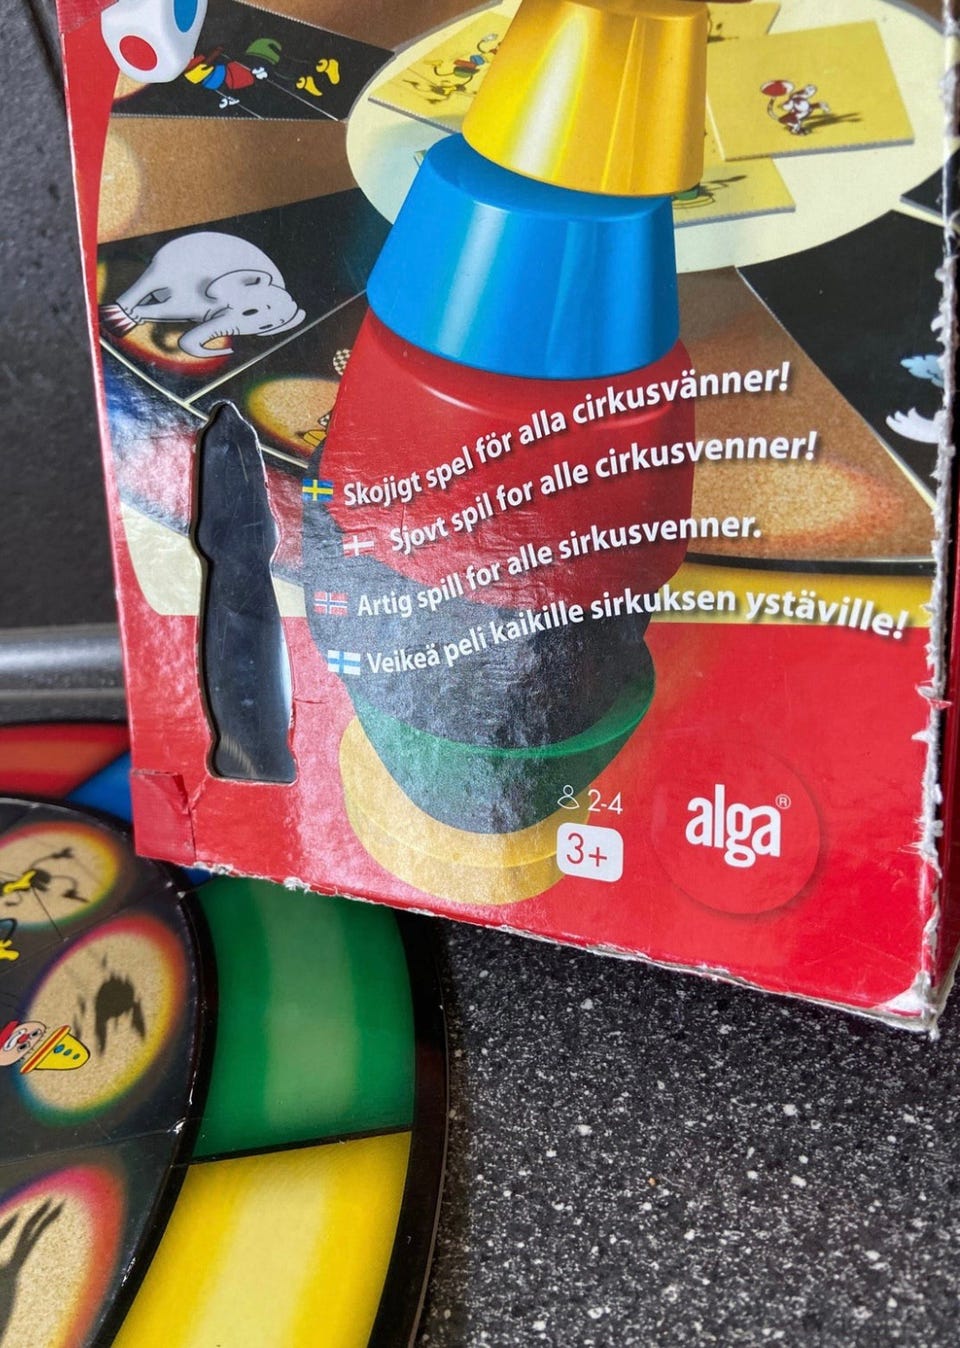 Skojigt spel för alla cirkusvänner!
Sjovt spil for alle cirkusvenner!
Artig spill for alle sirkusvenner.
Veikeä peli kaikille sirkuksen ystäville!
2-4
3+
alga®